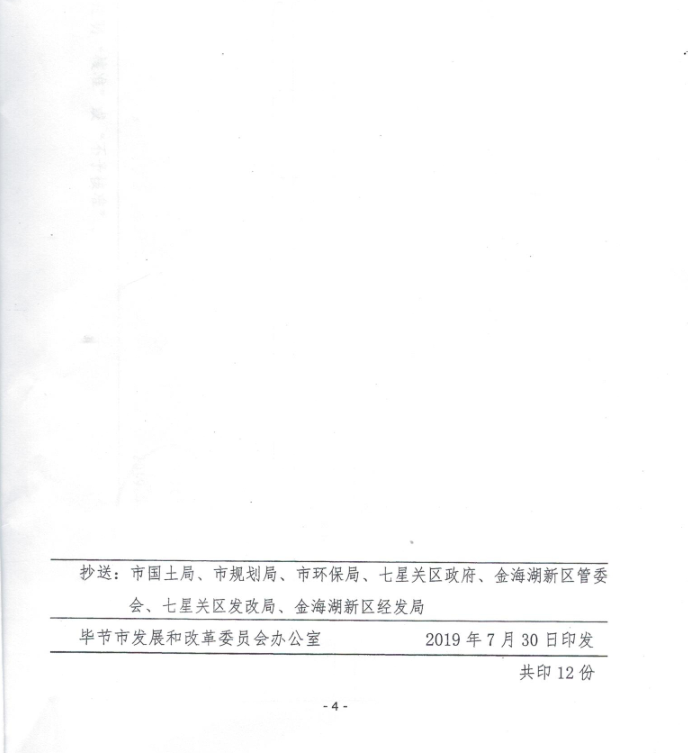 抄送：市国土局、市规划局、市环保局、七星关区政府、金海湖新区管委
会、七星关区发改局、金海湖新区经发局
毕节市发展和改革委员会办公室 2019年7月30日印发
共印12份
- 4 -